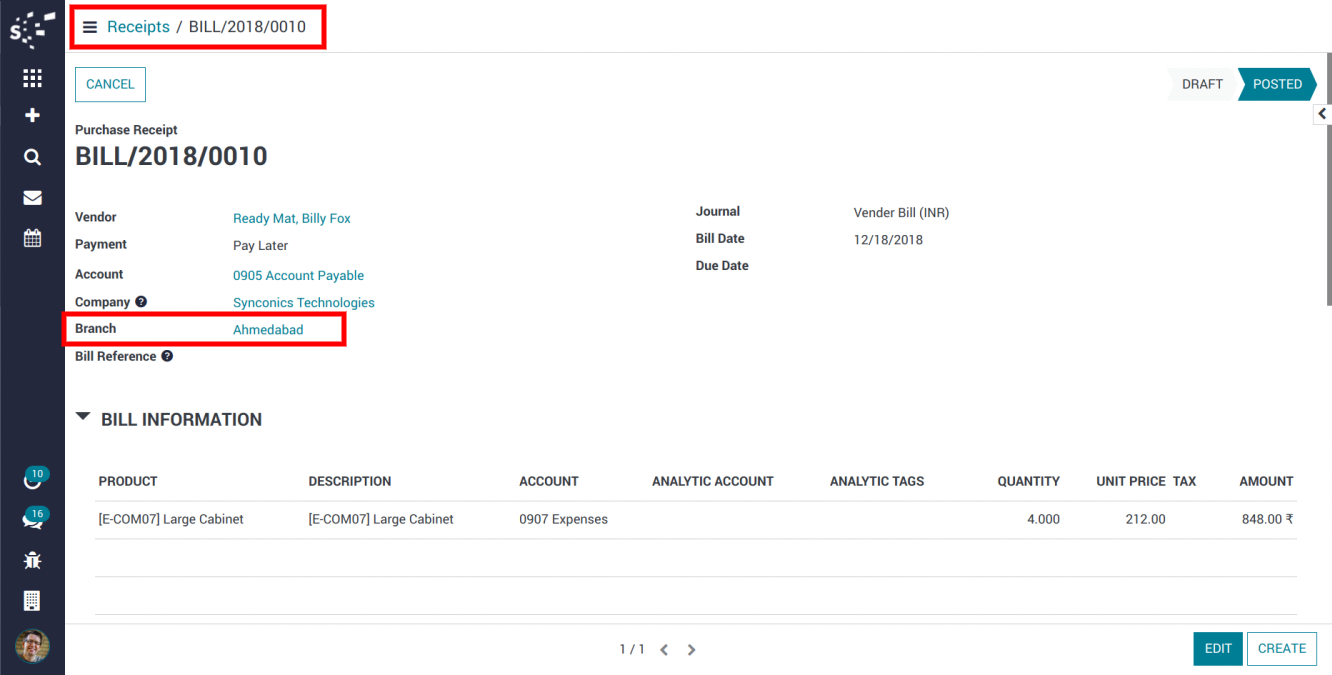 S
Receipts / BILL/2018/0010
CANCEL
DRAFT POSTED
Purchase Receipt
BILL/2018/0010
Vendor Ready Mat, Billy Fox
Payment Pay Later
Account 0905 Account Payable
Company ? Synconics Technologies
Branch Ahmedabad
Bill Reference ?
Journal Vender Bill (INR)
Bill Date 12/18/2018
Due Date
BILL INFORMATION
PRODUCT DESCRIPTION ACCOUNT ANALYTIC ACCOUNT ANALYTIC TAGS QUANTITY UNIT PRICE TAX AMOUNT
[E-COM07] Large Cabinet [E-COM07] Large Cabinet 0907 Expenses 4.000 212.00 848.00 ₹
10
16
1 / 1
EDIT CREATE